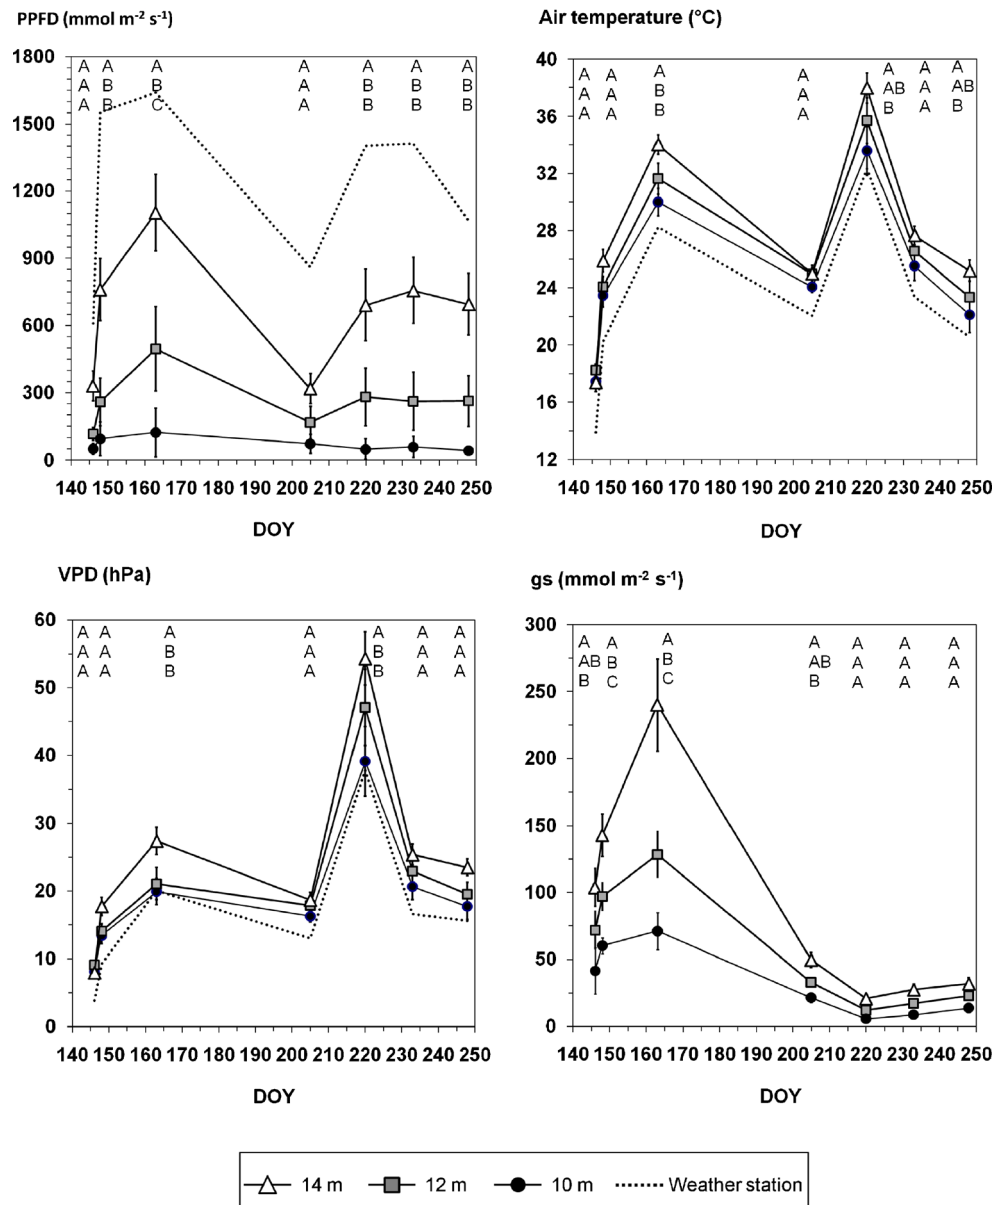 PPFD (mmol m-2 s-1)
1800
1500
1200
900
600
300
0
A A A A A A A
A B B A B B B
A B C A B B B
140 150 160 170 180 190 200 210 220 230 240 250
DOY
Air temperature (°C)
40
36
32
28
24
20
16
12
A A A A A A A
A A B A AB A AB
A A B A B A B
140 150 160 170 180 190 200 210 220 230 240 250
DOY
VPD (hPa)
60
50
40
30
20
10
0
A A A A A A A
A A B A B A A
A A B A B A A
140 150 160 170 180 190 200 210 220 230 240 250
DOY
gs (mmol m-2 s-1)
300
250
200
150
100
50
0
A A A A A A A
AB B B AB A A A
B C C B A A A
140 150 160 170 180 190 200 210 220 230 240 250
DOY
14 m 12 m 10 m Weather station